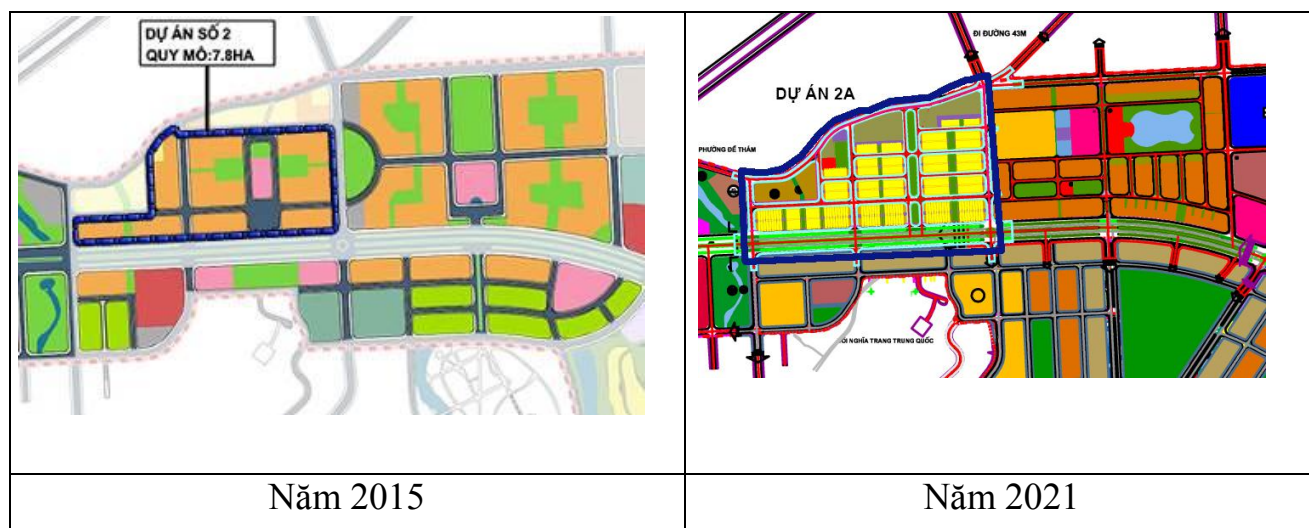 DỰ ÁN SỐ 2
QUY MÔ:7.8HA
Năm 2015
ĐI ĐƯỜNG 43M
DỰ ÁN 2A
PHƯỜNG ĐỀ THÁM
NGHĨA TRANG TRUNG QUỐC
Năm 2021